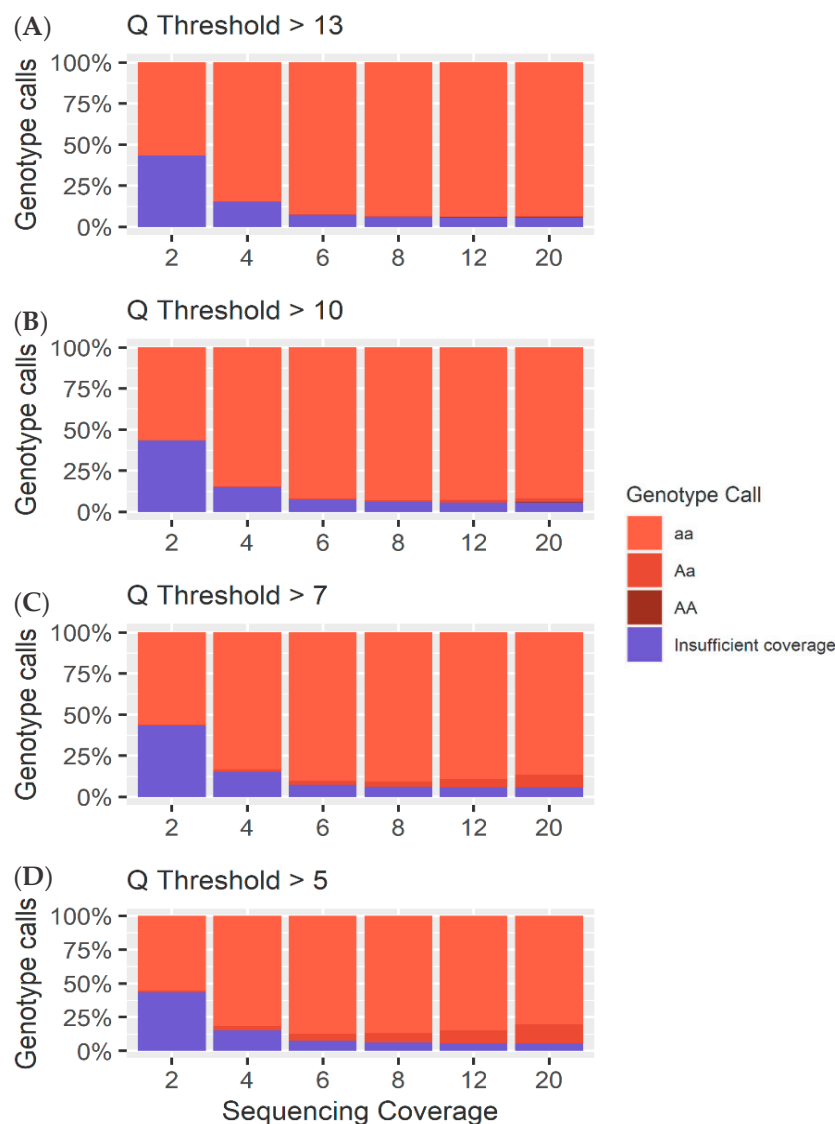 (A) Q Threshold > 13
Genotype calls
100%
75%
50%
25%
0%
2 4 6 8 12 20
(B) Q Threshold > 10
Genotype calls
100%
75%
50%
25%
0%
2 4 6 8 12 20
Genotype Call
aa
Aa
AA
Insufficient coverage
(C) Q Threshold > 7
Genotype calls
100%
75%
50%
25%
0%
2 4 6 8 12 20
(D) Q Threshold > 5
Genotype calls
100%
75%
50%
25%
0%
2 4 6 8 12 20
Sequencing Coverage